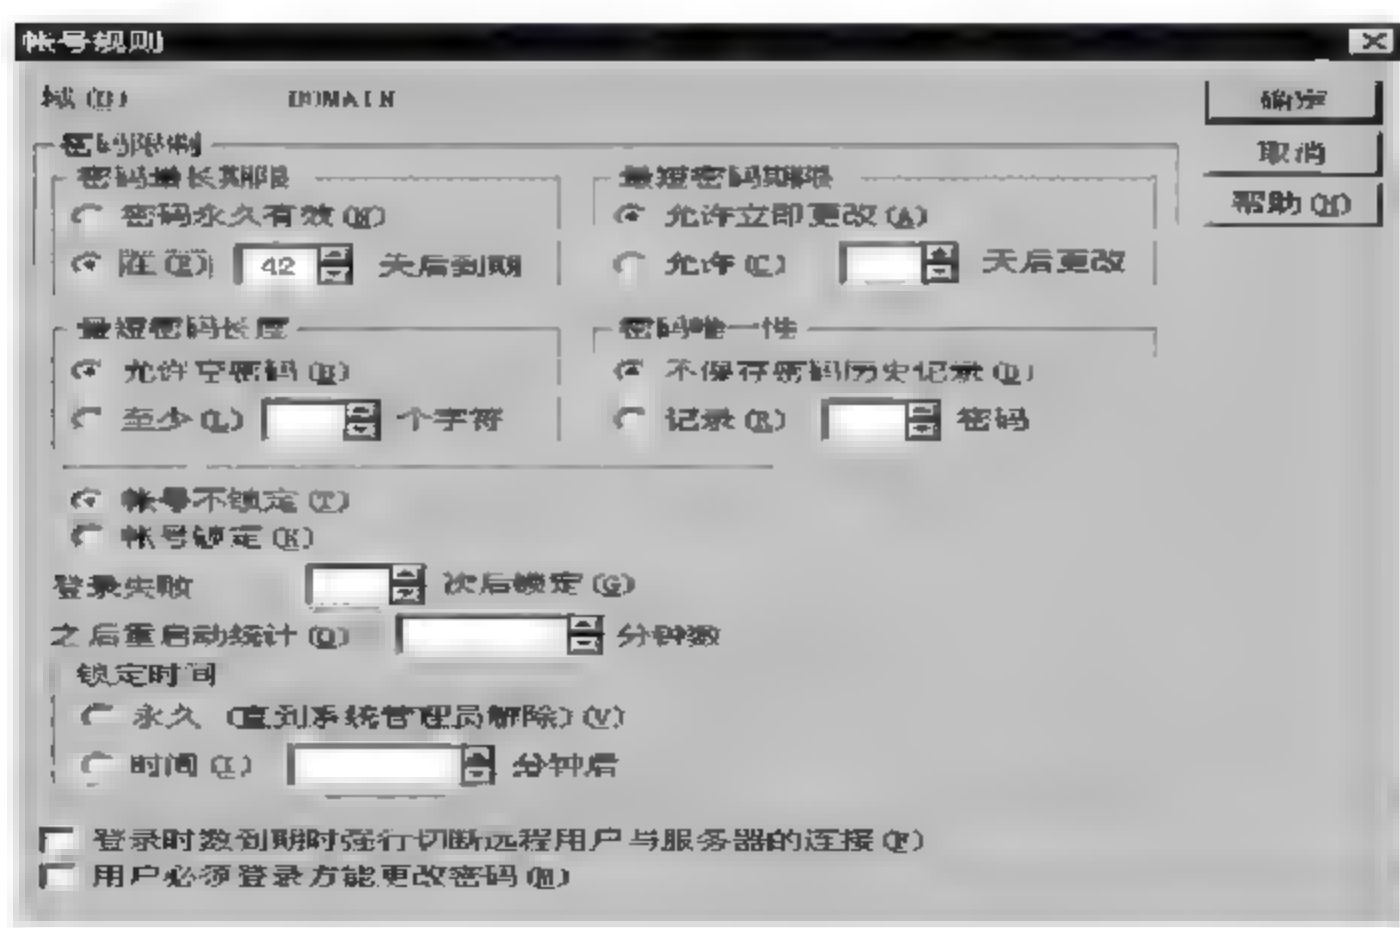 帐号规则
域(D) DOMAIN
确定
取消
帮助(H)
密码限制
密码最长期限
密码永久有效(W)
在(E) 42 天后到期
最短密码期限
允许立即更改(A)
允许(C) 天后更改
最短密码长度
允许空密码(B)
至少(L) 个字符
密码唯一性
不保存密码历史记录(D)
记录(R) 密码
帐号不锁定(T)
帐号锁定(K)
登录失败 次后锁定(G)
之后重启动统计(O) 分钟数
锁定时间
永久 (直到系统管理员解除)(V)
时间(I) 分钟后
登录时数到期时强行切断远程用户与服务器的连接(F)
用户必须登录方能更改密码(M)